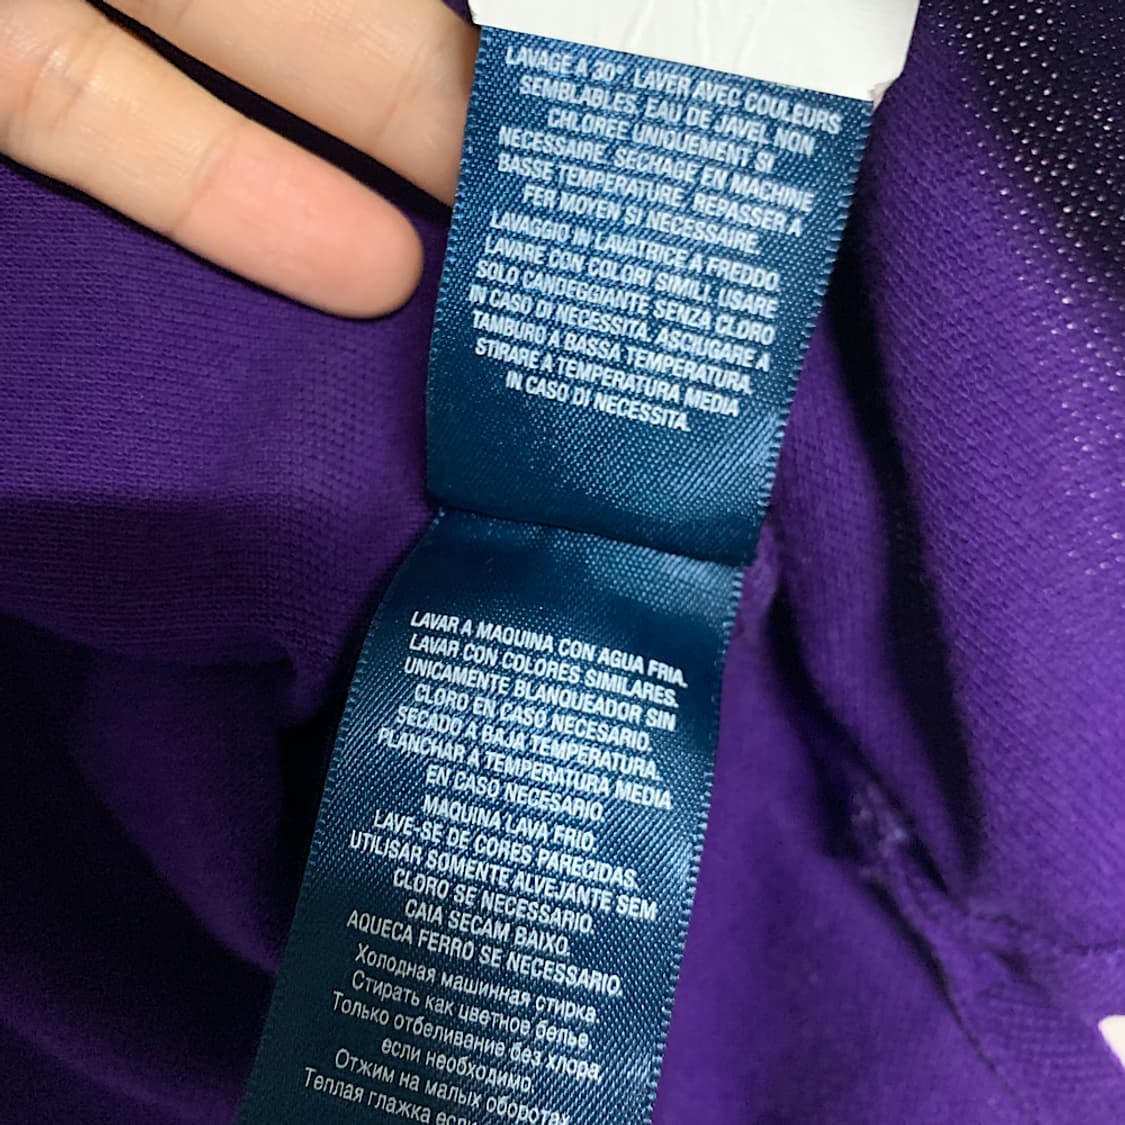 LAVAGE A 30° LAVER AVEC COULEURS
SEMBLABLES. EAU DE JAVEL NON
CHLOREE UNIQUEMENT SI
NECESSAIRE. SECHAGE EN MACHINE
BASSE TEMPERATURE. REPASSER A
FER MOYEN SI NECESSAIRE.
LAVAGGIO IN LAVATRICE A FREDDO
LAVARE CON COLORI SIMILI. USARE
SOLO CANDEGGIANTE SENZA CLORO
IN CASO DI NECESSITÁ. ASCIUGARE A
TAMBURO A BASSA TEMPERATURA.
STIRARE A TEMPERATURA MEDIA
IN CASO DI NECESSITÁ.
LAVAR A MAQUINA CON AGUA FRIA.
LAVAR CON COLORES SIMILARES.
UNICAMENTE BLANQUEADOR SIN
CLORO EN CASO NECESARIO.
SECADO A BAJA TEMPERATURA.
PLANCHAR A TEMPERATURA MEDIA
EN CASO NECESARIO.
MAQUINA LAVA FRIO.
LAVE-SE DE CORES PARECIDAS.
UTILISAR SOMENTE ALVEJANTE SEM
CLORO SE NECESSARIO
CAIA SECAM BAIXO.
AQUECA FERRO SE NECESSARIO.
Холодная машинная стирка
Стирать как цветное белье,
Только отбеливание без хлора,
если необходимо.
Отжим на малых оборотах,
Теплая глажка если